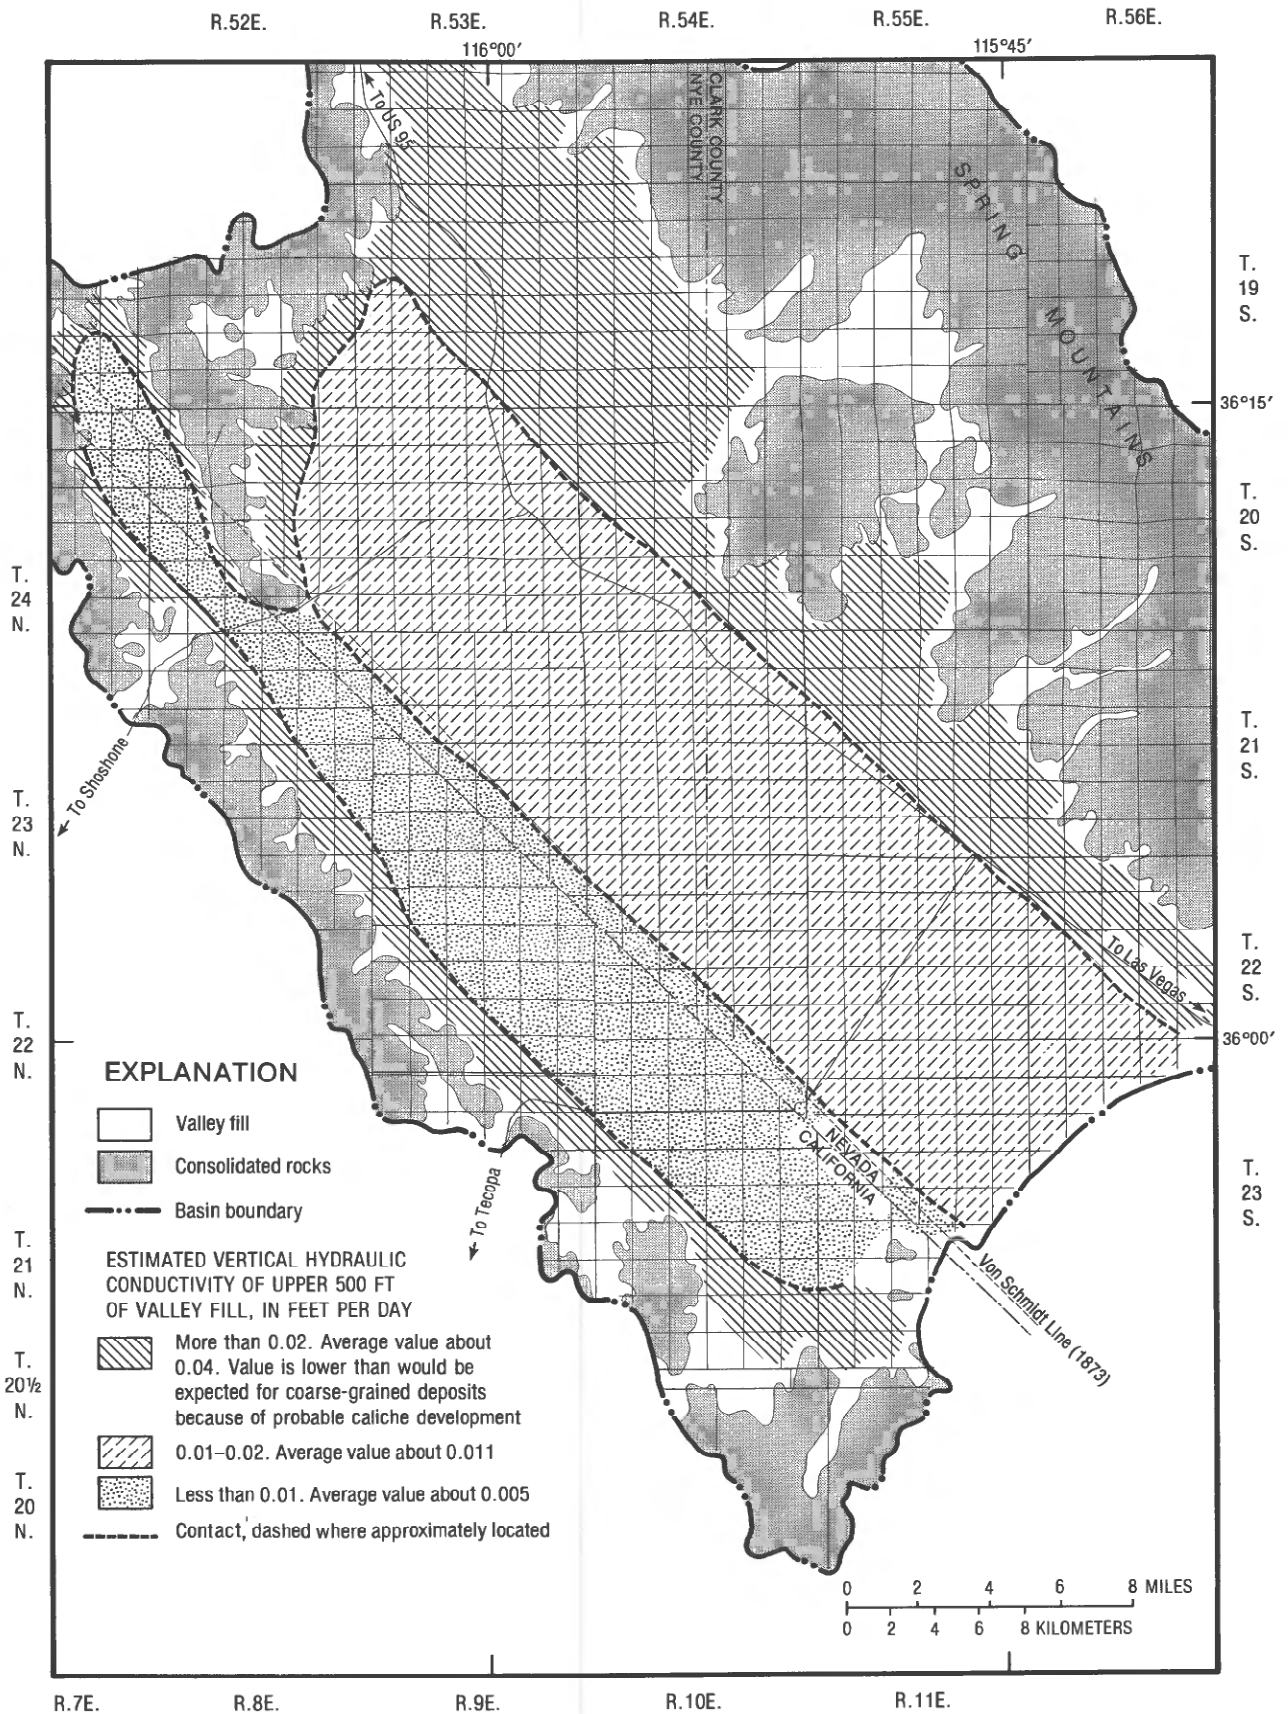 R.52E. R.53E. R.54E. R.55E. R.56E.
116°00′ 115°45′
To US 95
CLARK COUNTY
NYE COUNTY
SPRING
MOUNTAINS
T.
19
S.
36°15′
T.
20
S.
T.
24
N.
T.
21
S.
To Shoshone
T.
23
N.
To Las Vegas
T.
22
S.
36°00′
T.
22
N.
NEVADA
CALIFORNIA
To Tecopa
T.
23
S.
Von Schmidt Line (1873)
T.
21
N.
T.
20½
N.
T.
20
N.
EXPLANATION
Valley fill
Consolidated rocks
Basin boundary
ESTIMATED VERTICAL HYDRAULIC
CONDUCTIVITY OF UPPER 500 FT
OF VALLEY FILL, IN FEET PER DAY
More than 0.02. Average value about
0.04. Value is lower than would be
expected for coarse-grained deposits
because of probable caliche development
0.01–0.02. Average value about 0.011
Less than 0.01. Average value about 0.005
Contact, dashed where approximately located
0 2 4 6 8 MILES
0 2 4 6 8 KILOMETERS
R.7E. R.8E. R.9E. R.10E. R.11E.